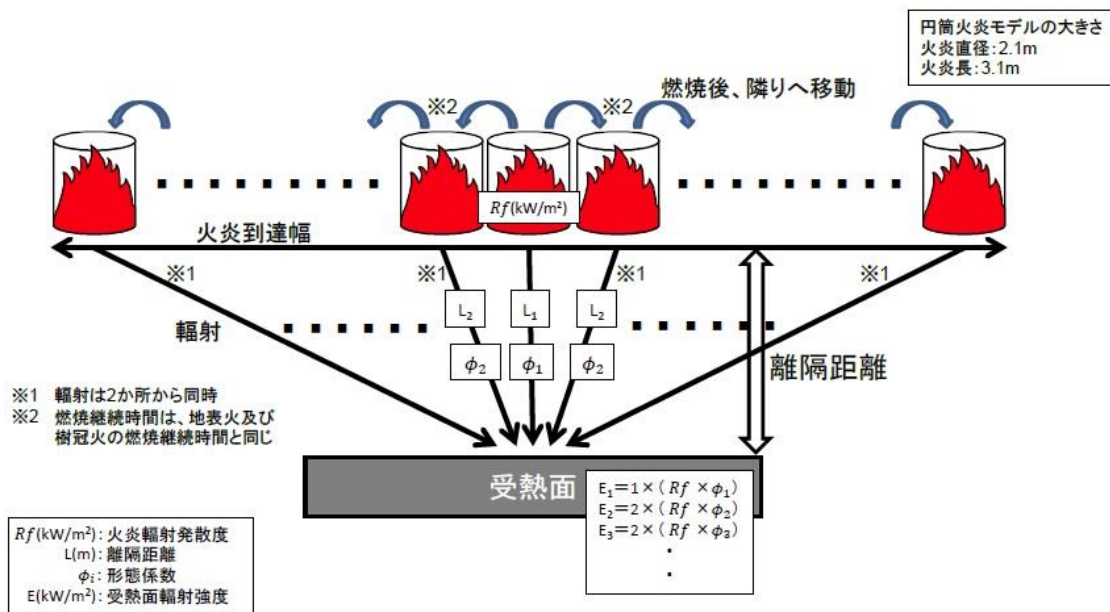 円筒火炎モデルの大きさ
火炎直径:2.1m
火炎長:3.1m
燃焼後、隣りへ移動
※2
※2
Rf(kW/m²)
火炎到達幅
※1
※1
※1
※1
L₂
L₁
L₂
輻射
ϕ₂
ϕ₁
ϕ₂
離隔距離
※1 輻射は2か所から同時
※2 燃焼継続時間は、地表火及び
樹冠火の燃焼継続時間と同じ
受熱面
E₁=1×(Rf×ϕ₁)
E₂=2×(Rf×ϕ₂)
E₃=2×(Rf×ϕ₃)
・
・
Rf(kW/m²):火炎輻射発散度
L(m):離隔距離
ϕᵢ:形態係数
E(kW/m²):受熱面輻射強度